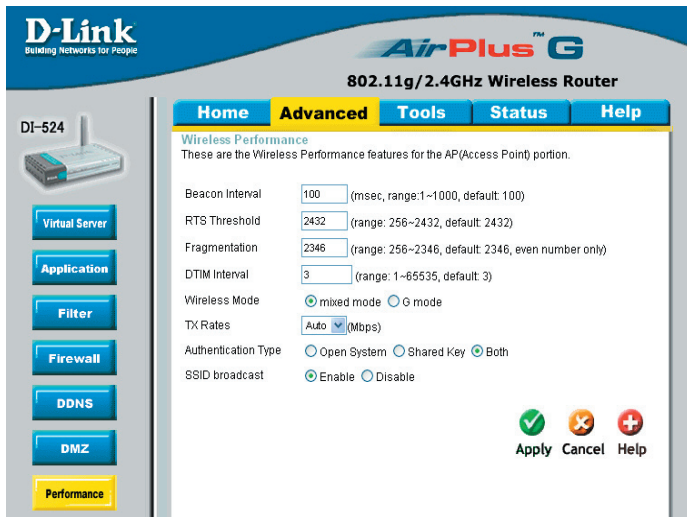 D-Link
Building Networks for People
AirPlus™ G
802.11g/2.4GHz Wireless Router
DI-524
Home Advanced Tools Status Help
Virtual Server
Application
Filter
Firewall
DDNS
DMZ
Performance
Wireless Performance
These are the Wireless Performance features for the AP(Access Point) portion.
Beacon Interval 100 (msec, range:1~1000, default: 100)
RTS Threshold 2432 (range: 256~2432, default: 2432)
Fragmentation 2346 (range: 256~2346, default: 2346, even number only)
DTIM Interval 3 (range: 1~65535, default: 3)
Wireless Mode mixed mode G mode
TX Rates Auto (Mbps)
Authentication Type Open System Shared Key Both
SSID broadcast Enable Disable
Apply Cancel Help